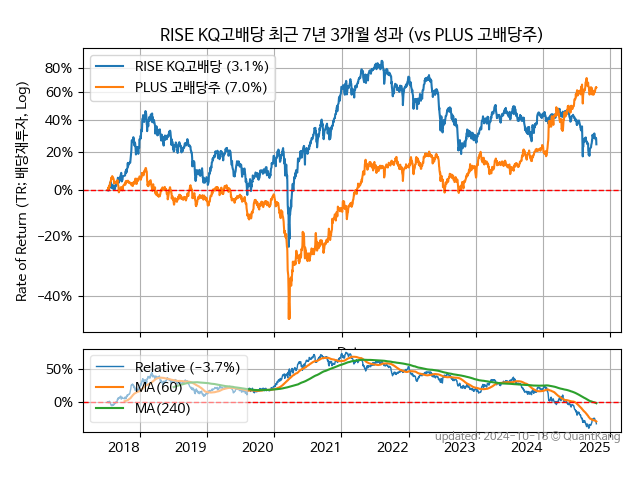 RISE KQ고배당 최근 7년 3개월 성과 (vs PLUS 고배당주)
Rate of Return (TR: 배당재투자, Log)
80%
60%
40%
20%
0%
−20%
−40%
RISE KQ고배당 (3.1%)
PLUS 고배당주 (7.0%)
50%
0%
Relative (−3.7%)
MA(60)
MA(240)
updated: 2024-10-18 © QuantKang
2018 2019 2020 2021 2022 2023 2024 2025